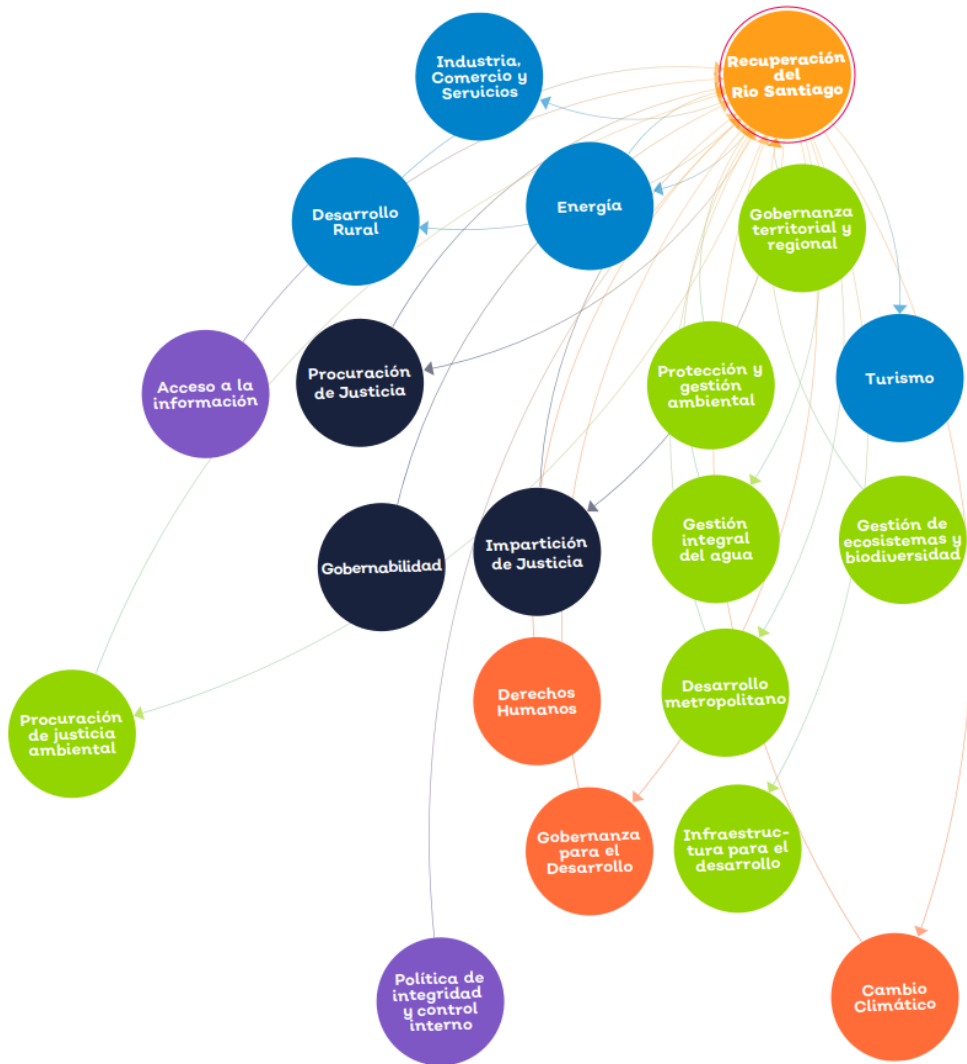 Industria,
Comercio y
Servicios
Recuperación
del
Rio Santiago
Desarrollo
Rural
Energía
Gobernanza
territorial y
regional
Acceso a la
información
Procuración
de Justicia
Protección y
gestión
ambiental
Turismo
Gobernabilidad
Impartición
de Justicia
Gestión
integral
del agua
Gestión de
ecosistemas y
biodiversidad
Procuración
de justicia
ambiental
Derechos
Humanos
Desarrollo
metropolitano
Gobernanza
para el
Desarrollo
Infraestruc-
tura para el
desarrollo
Política de
integridad
y control
interno
Cambio
Climático